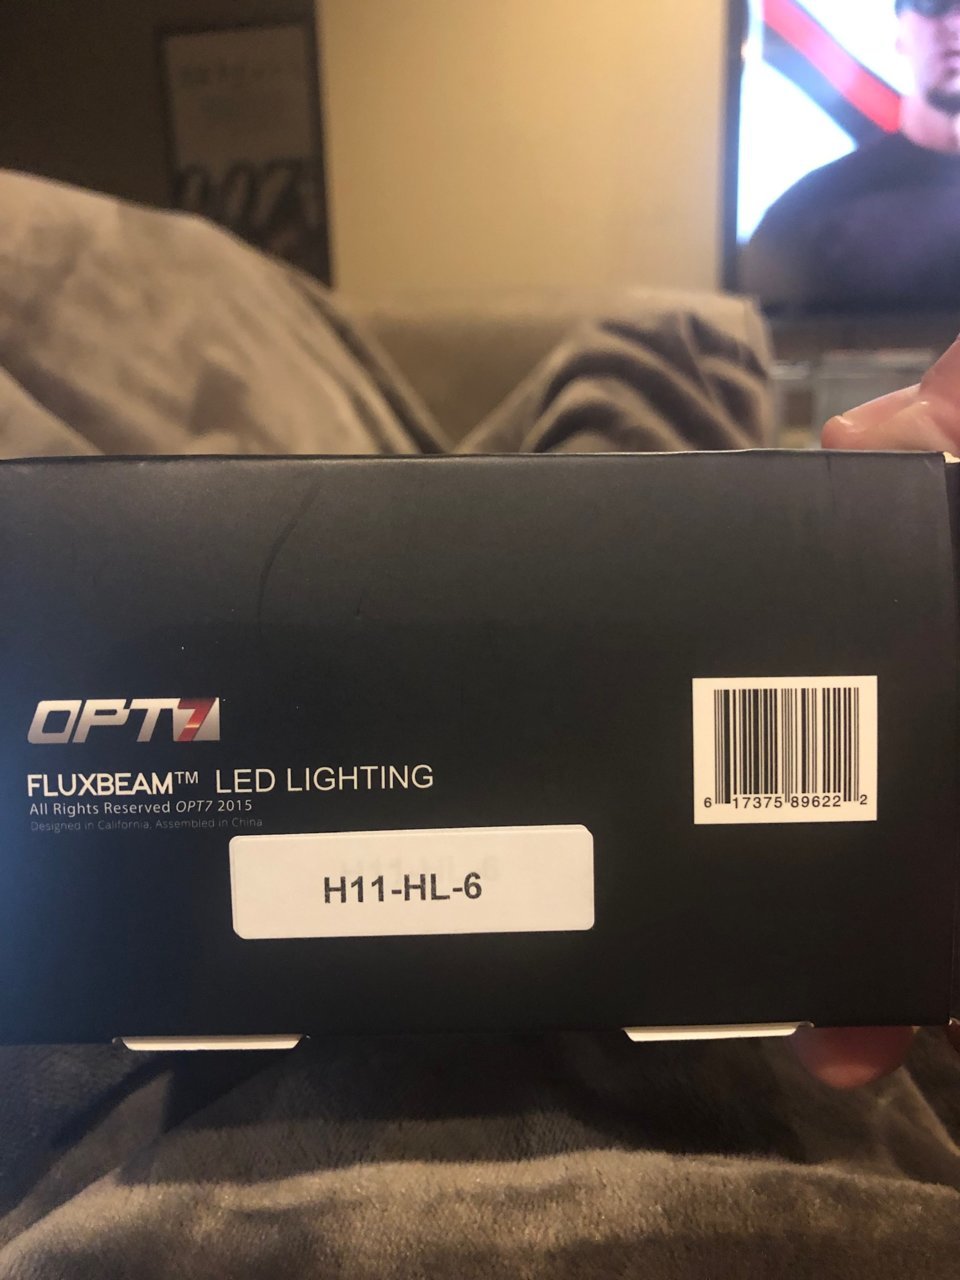 007
OPT7
FLUXBEAM™ LED LIGHTING
All Rights Reserved OPT7 2015
Designed in California, Assembled in China
H11-HL-6
6 17375 89622 2